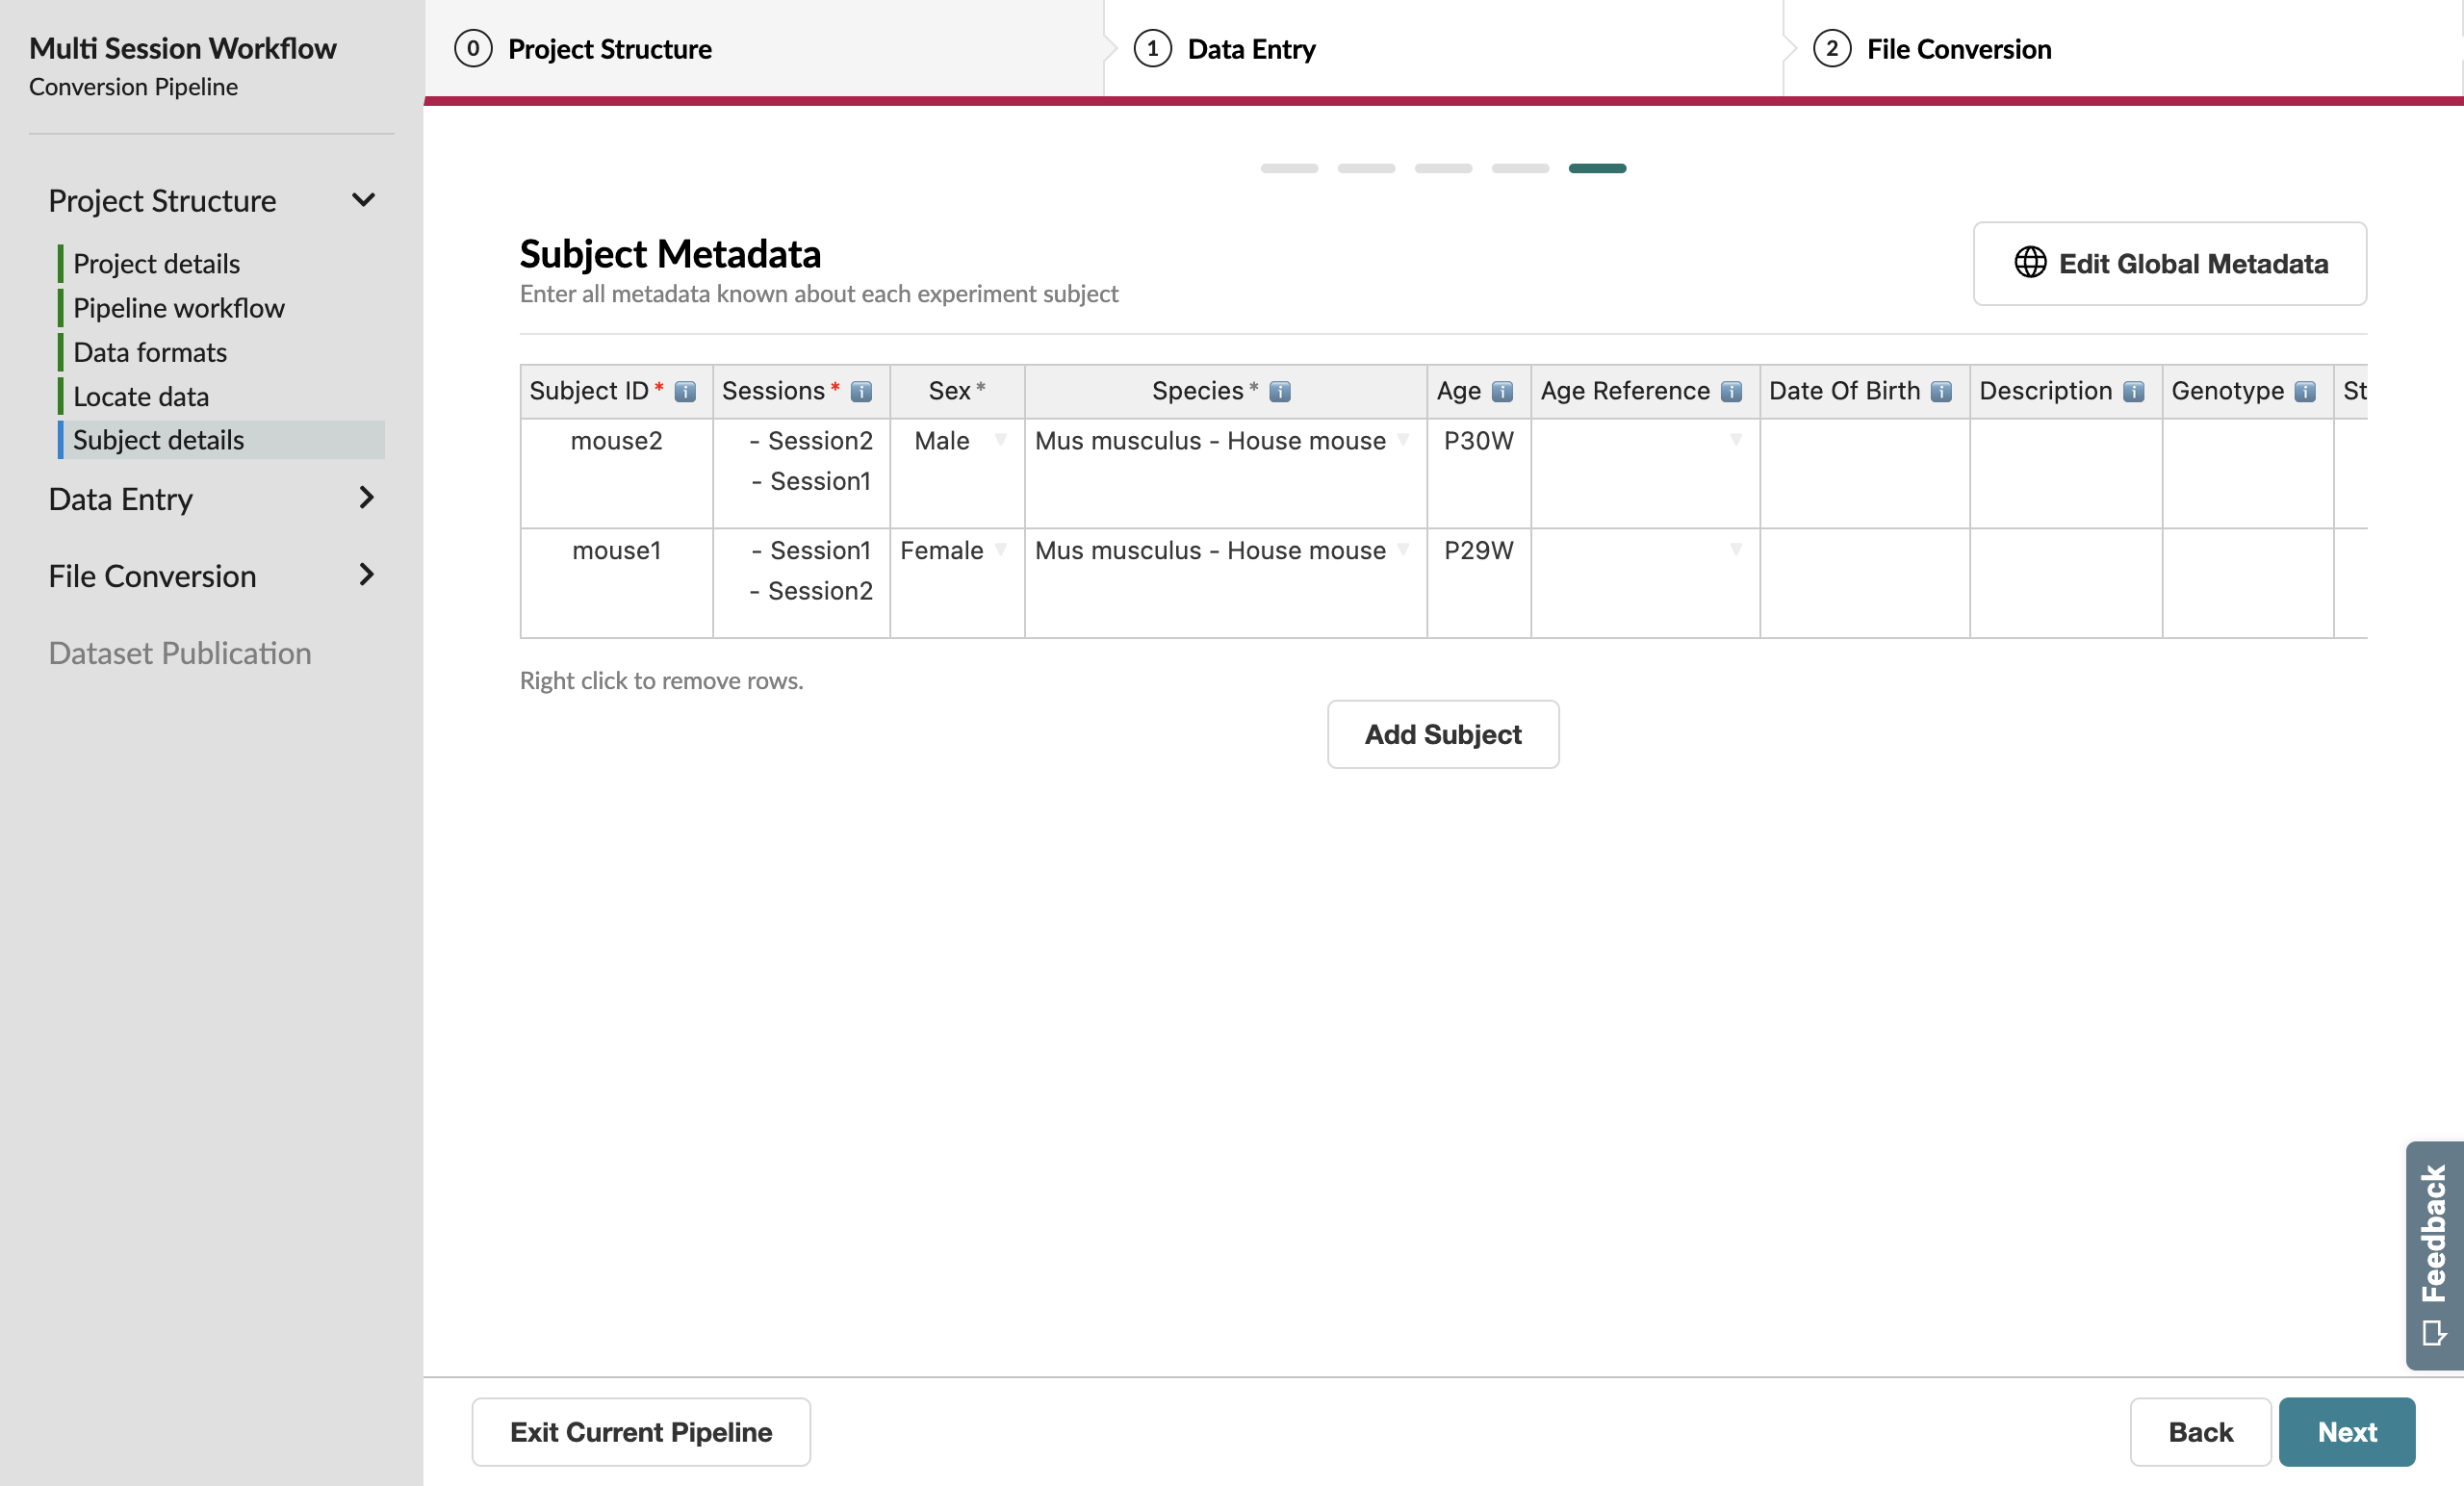 Multi Session Workflow
Conversion Pipeline
Project Structure
Project details
Pipeline workflow
Data formats
Locate data
Subject details
Data Entry
File Conversion
Dataset Publication
0 Project Structure
1 Data Entry
2 File Conversion
Subject Metadata
Enter all metadata known about each experiment subject
Edit Global Metadata
Subject ID * i Sessions * i Sex * Species * i Age i Age Reference i Date Of Birth i Description i Genotype i St
mouse2 - Session2 Male Mus musculus - House mouse P30W
- Session1
mouse1 - Session1 Female Mus musculus - House mouse P29W
- Session2
Right click to remove rows.
Add Subject
Feedback
Exit Current Pipeline
Back
Next